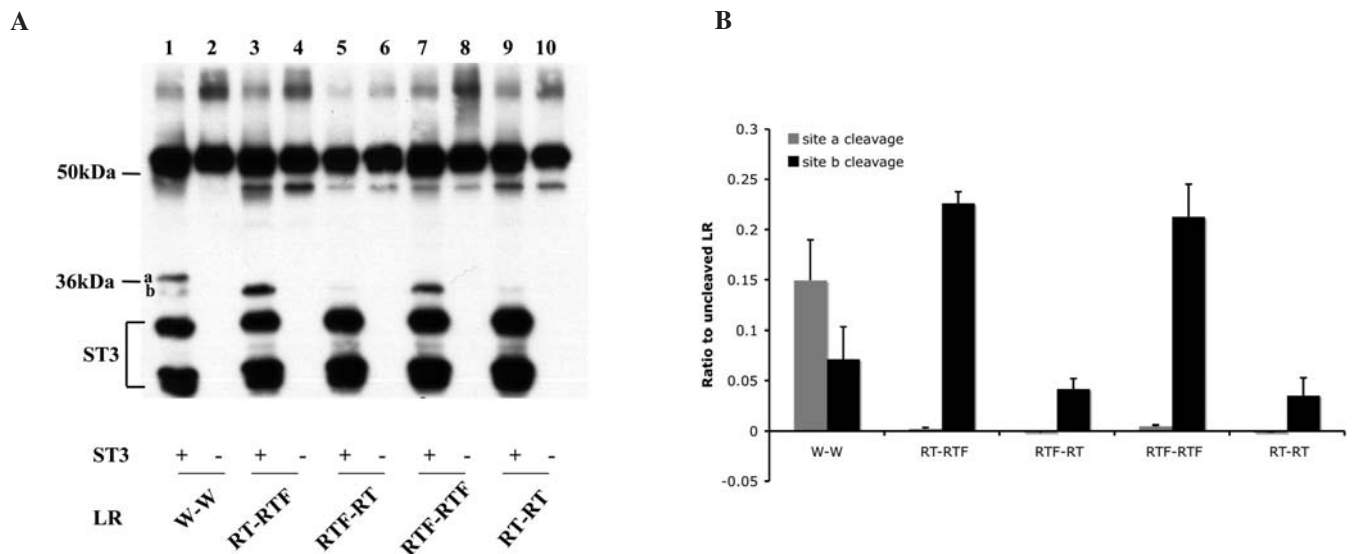 A
1 2 3 4 5 6 7 8 9 10
50kDa
36kDa
a
b
ST3
ST3 + - + - + - + - + -
LR W-W RT-RTF RTF-RT RTF-RTF RT-RT
B
0.3
0.25
0.2
0.15
0.1
0.05
0
-0.05
Ratio to uncleaved LR
site a cleavage
site b cleavage
W-W RT-RTF RTF-RT RTF-RTF RT-RT